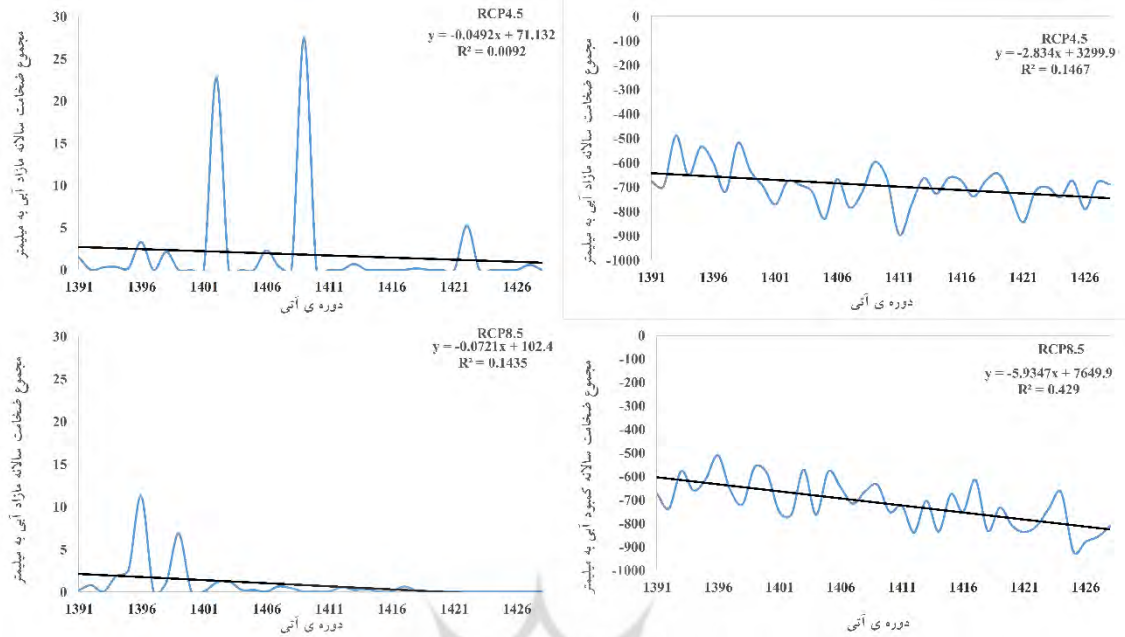 مجموع ضخامت سالانه مازاد آبی به میلیمتر
30
25
20
15
10
5
0
RCP4.5
y = -0.0492x + 71.132
R² = 0.0092
1391 1396 1401 1406 1411 1416 1421 1426
دوره ی آتی
مجموع ضخامت سالانه مازاد آبی به میلیمتر
0
-100
-200
-300
-400
-500
-600
-700
-800
-900
-1000
RCP4.5
y = -2.834x + 3299.9
R² = 0.1467
1391 1396 1401 1406 1411 1416 1421 1426
دوره ی آتی
مجموع ضخامت سالانه مازاد آبی به میلیمتر
30
25
20
15
10
5
0
RCP8.5
y = -0.0721x + 102.4
R² = 0.1435
1391 1396 1401 1406 1411 1416 1421 1426
دوره ی آتی
مجموع ضخامت سالانه کمبود آبی به میلیمتر
0
-100
-200
-300
-400
-500
-600
-700
-800
-900
-1000
RCP8.5
y = -5.9347x + 7649.9
R² = 0.429
1391 1396 1401 1406 1411 1416 1421 1426
دوره ی آتی